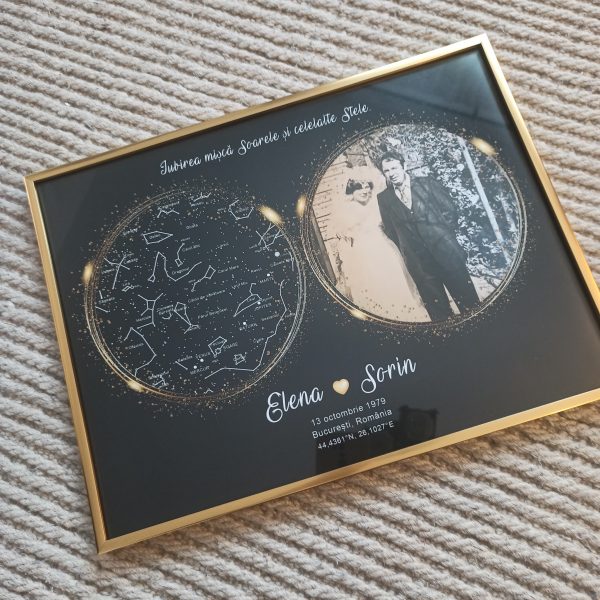 Iubirea mișcă Soarele și celelalte Stele.
Elena Sorin
13 octombrie 1979
București, România
44,4361°N, 26,1027°E